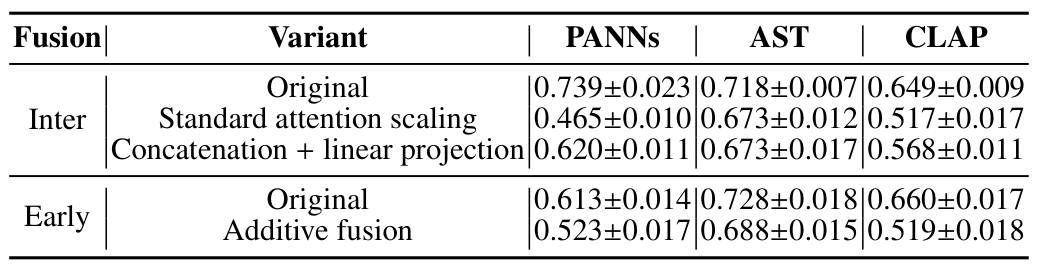 Fusion Variant PANNs AST CLAP
Original 0.739±0.023 0.718±0.007 0.649±0.009
Inter Standard attention scaling 0.465±0.010 0.673±0.012 0.517±0.017
Concatenation + linear projection 0.620±0.011 0.673±0.017 0.568±0.011
Early Original 0.613±0.014 0.728±0.018 0.660±0.017
Additive fusion 0.523±0.017 0.688±0.015 0.519±0.018